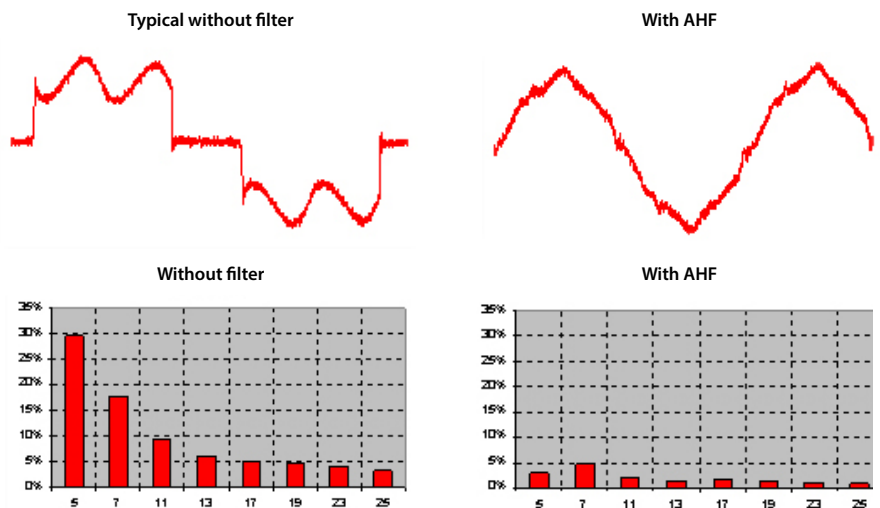 Typical without filter
With AHF
Without filter
With AHF
35%
30%
25%
20%
15%
10%
5%
0%
5 7 11 13 17 19 23 25
35%
30%
25%
20%
15%
10%
5%
0%
5 7 11 13 17 19 23 25